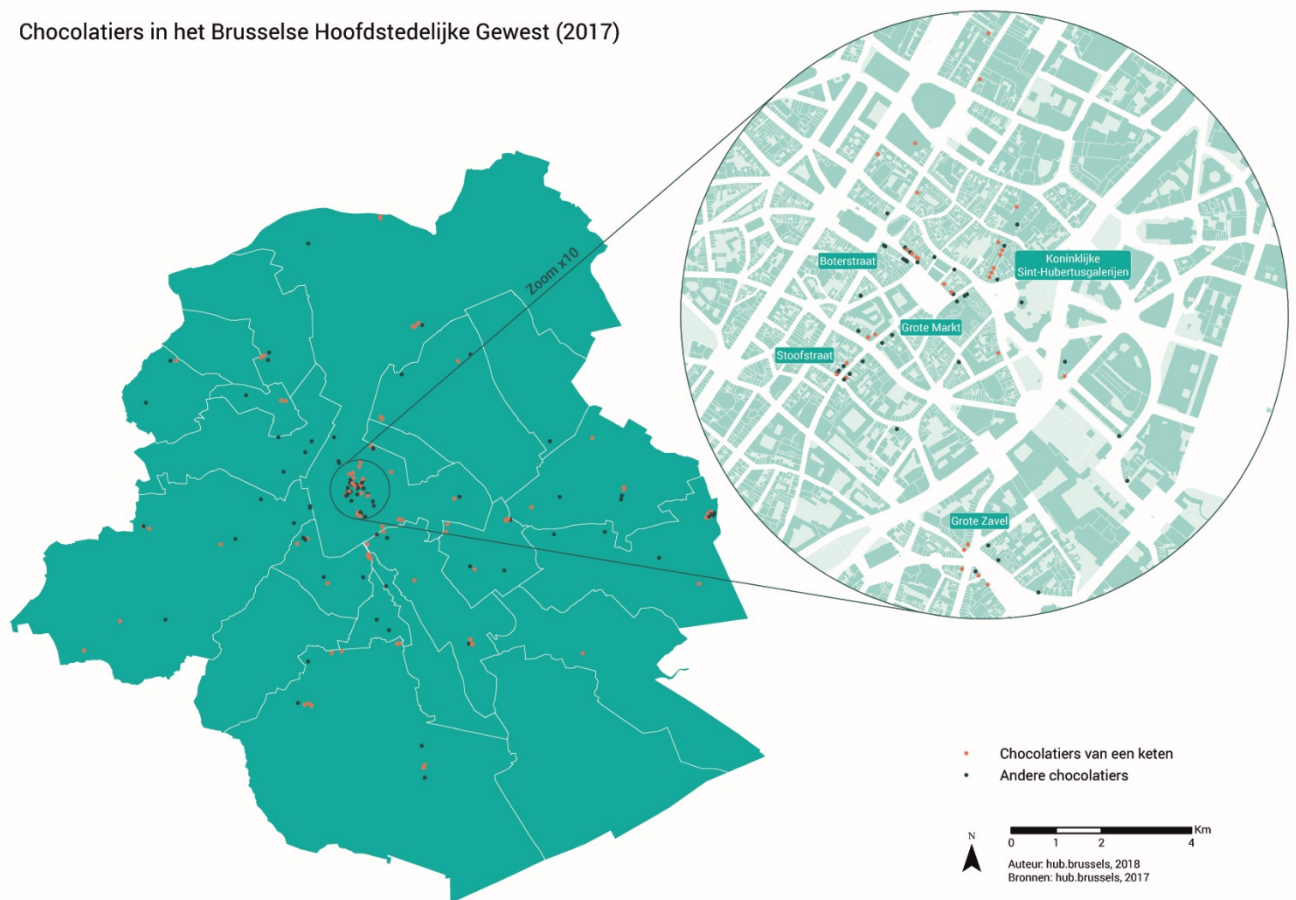 Chocolatiers in het Brusselse Hoofdstedelijke Gewest (2017)
Zoom x10
Boterstraat
Koninklijke
Sint-Hubertusgalerijen
Grote Markt
Stoofstraat
Grote Zavel
Chocolatiers van een keten
Andere chocolatiers
N
Km
0 1 2 4
Auteur: hub.brussels, 2018
Bronnen: hub.brussels, 2017